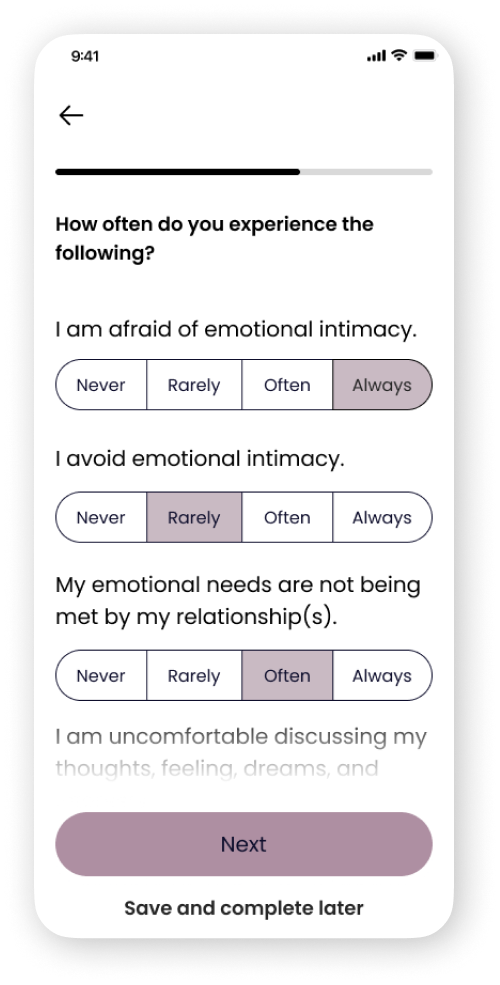 9:41
How often do you experience the
following?
I am afraid of emotional intimacy.
Never Rarely Often Always
I avoid emotional intimacy.
Never Rarely Often Always
My emotional needs are not being
met by my relationship(s).
Never Rarely Often Always
I am uncomfortable discussing my
thoughts, feeling, dreams, and
Next
Save and complete later